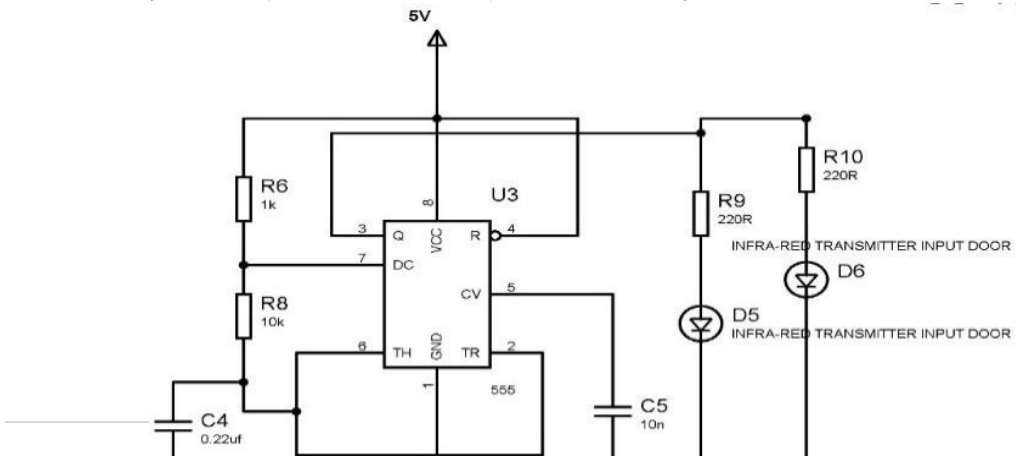 5V
R6
1k
R10
220R
U3
R9
220R
8
3
Q
VCC
R
4
INFRA-RED TRANSMITTER INPUT DOOR
7
DC
D6
R8
10k
CV
5
D5
INFRA-RED TRANSMITTER INPUT DOOR
6
TH
GND
TR
2
1
555
C4
0.22uf
C5
10n